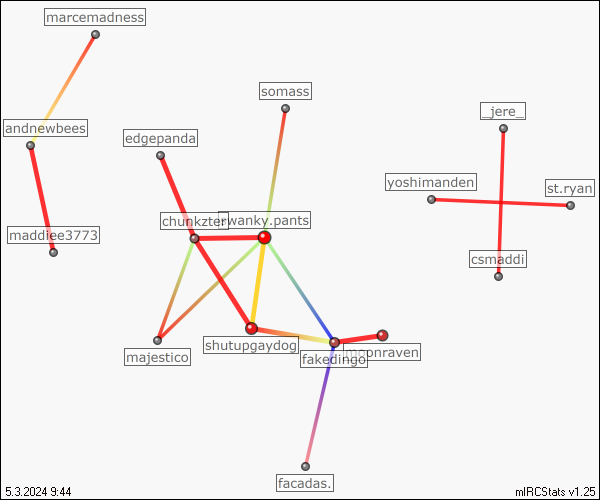 marcemadness
somass
_jere_
andnewbees
edgepanda
yoshimanden
st.ryan
chunkzter
wanky.pants
maddiee3773
csmaddi
shutupgaydog
moonraven
majestico
fakedingo
facadas.
5.3.2024 9:44
mIRCStats v1.25